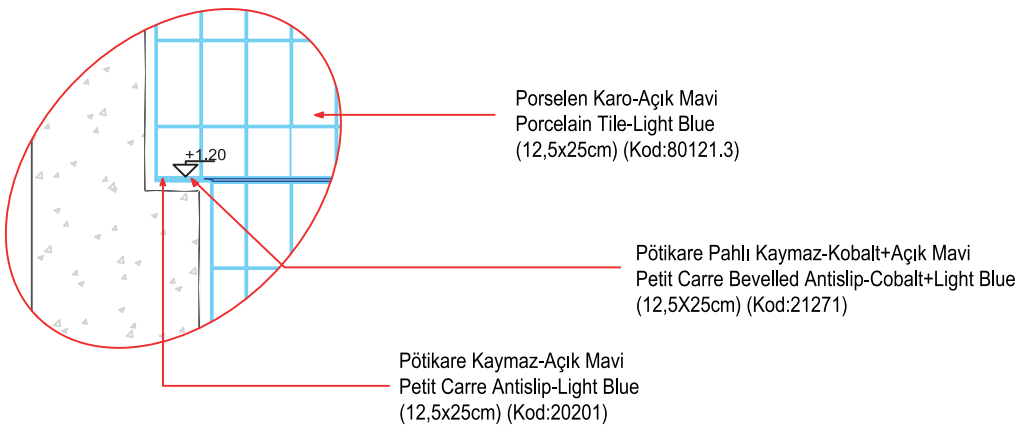 Porselen Karo-Açık Mavi
Porcelain Tile-Light Blue
(12,5x25cm) (Kod:80121.3)
+1.20
Pötikare Pahlı Kaymaz-Kobalt+Açık Mavi
Petit Carre Bevelled Antislip-Cobalt+Light Blue
(12,5X25cm) (Kod:21271)
Pötikare Kaymaz-Açık Mavi
Petit Carre Antislip-Light Blue
(12,5x25cm) (Kod:20201)